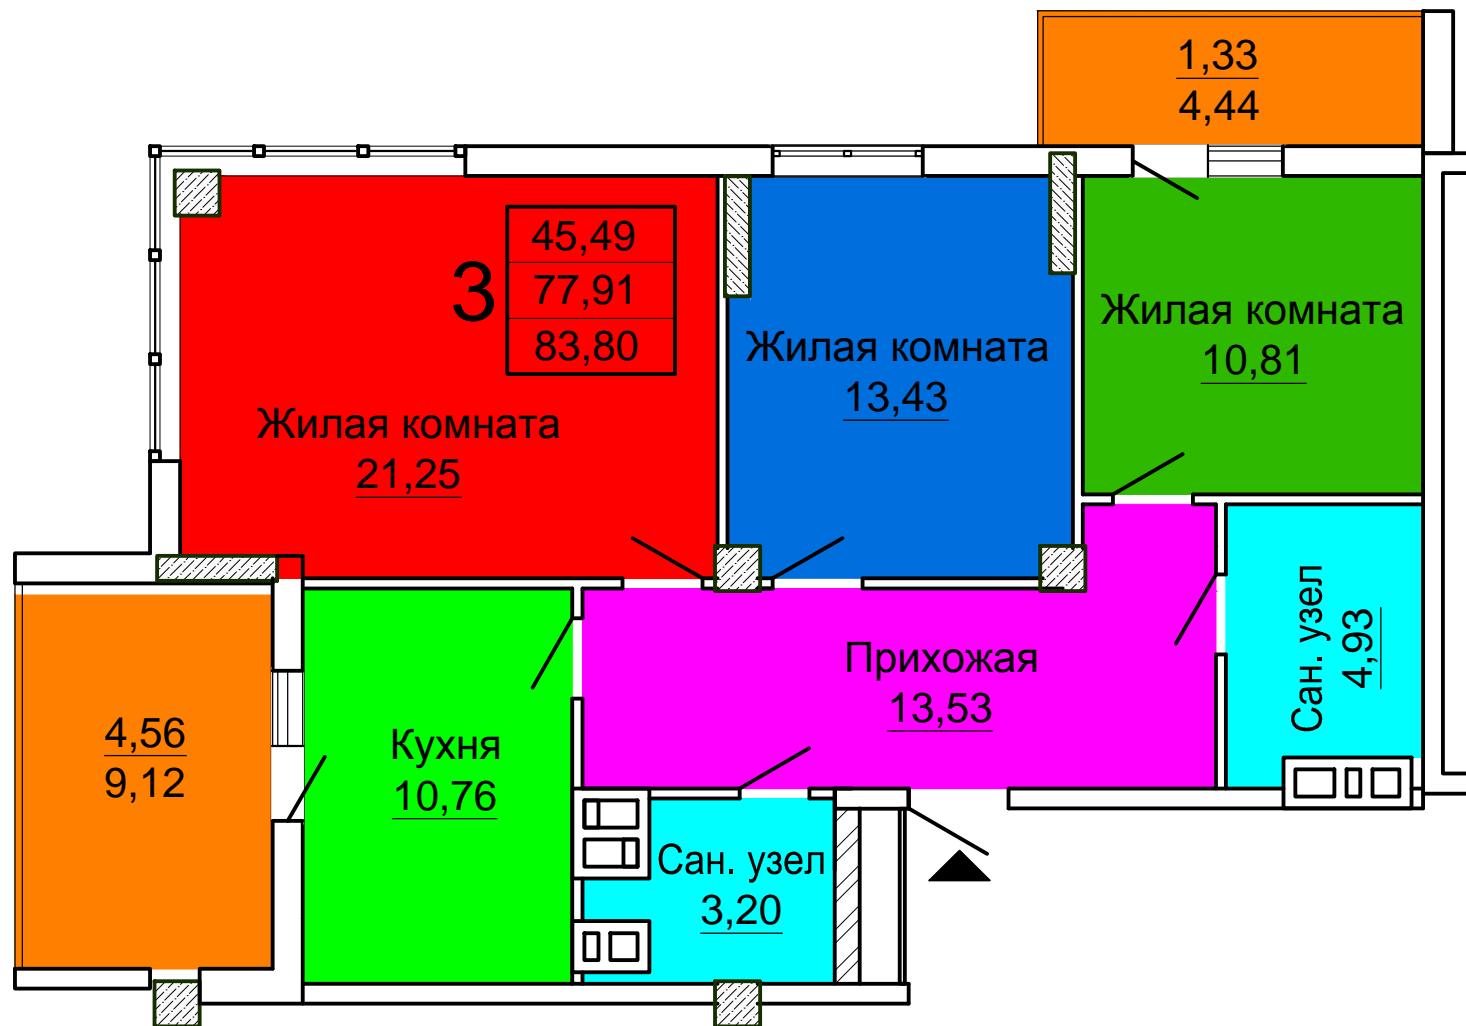 1,33
4,44
3
45,49
77,91
83,80
Жилая комната
21,25
Жилая комната
13,43
Жилая комната
10,81
Прихожая
13,53
Сан. узел
4,93
4,56
9,12
Кухня
10,76
Сан. узел
3,20